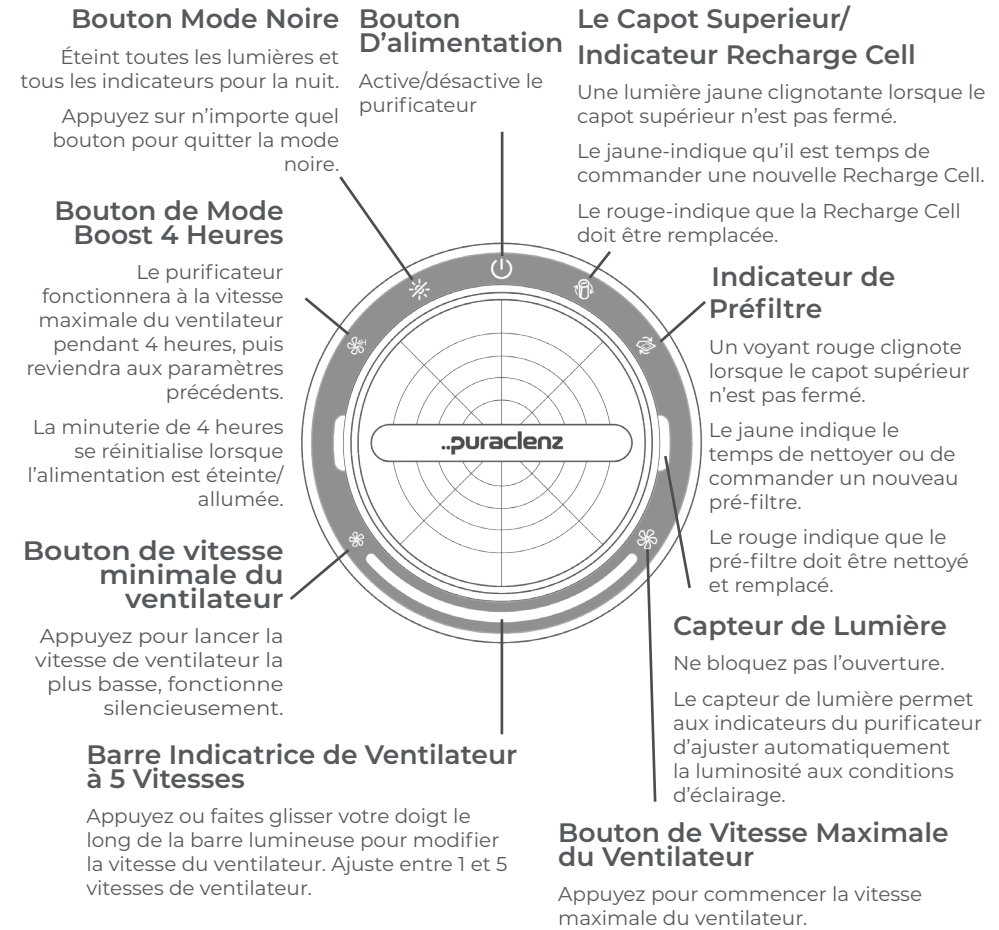 Bouton Mode Noire
Éteint toutes les lumières et
tous les indicateurs pour la nuit.
Appuyez sur n’importe quel
bouton pour quitter la mode
noire.
Bouton
D’alimentation
Active/désactive le
purificateur
Le Capot Superieur/
Indicateur Recharge Cell
Une lumière jaune clignotante lorsque le
capot supérieur n’est pas fermé.
Le jaune-indique qu’il est temps de
commander une nouvelle Recharge Cell.
Le rouge-indique que la Recharge Cell
doit être remplacée.
Bouton de Mode
Boost 4 Heures
Le purificateur
fonctionnera à la vitesse
maximale du ventilateur
pendant 4 heures, puis
reviendra aux paramètres
précédents.
La minuterie de 4 heures
se réinitialise lorsque
l’alimentation est éteinte/
allumée.
Indicateur de
Préfiltre
Un voyant rouge clignote
lorsque le capot supérieur
n’est pas fermé.
Le jaune indique le
temps de nettoyer ou de
commander un nouveau
pré-filtre.
Le rouge indique que le
pré-filtre doit être nettoyé
et remplacé.
..puraclenz
Bouton de vitesse
minimale du
ventilateur
Appuyez pour lancer la
vitesse de ventilateur la
plus basse, fonctionne
silencieusement.
Capteur de Lumière
Ne bloquez pas l’ouverture.
Le capteur de lumière permet
aux indicateurs du purificateur
d’ajuster automatiquement
la luminosité aux conditions
d’éclairage.
Barre Indicatrice de Ventilateur
à 5 Vitesses
Appuyez ou faites glisser votre doigt le
long de la barre lumineuse pour modifier
la vitesse du ventilateur. Ajuste entre 1 et 5
vitesses de ventilateur.
Bouton de Vitesse Maximale
du Ventilateur
Appuyez pour commencer la vitesse
maximale du ventilateur.